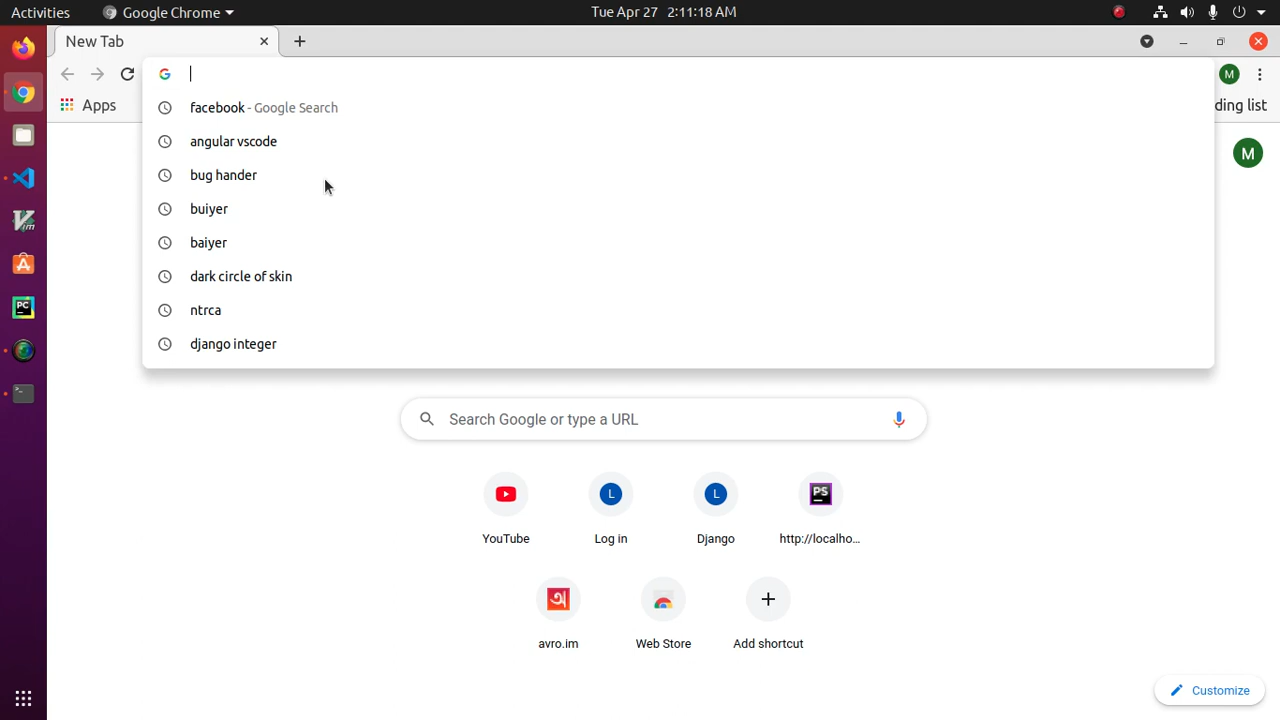 Activities
Google Chrome
Tue Apr 27 2:11:18 AM
New Tab
M
Apps
ding list
facebook - Google Search
angular vscode
bug hander
buiyer
baiyer
dark circle of skin
ntrca
django integer
M
Search Google or type a URL
L
L
PS
YouTube
Log in
Django
http://localho...
অ
avro.im
Web Store
Add shortcut
Customize
PC
Vim
A